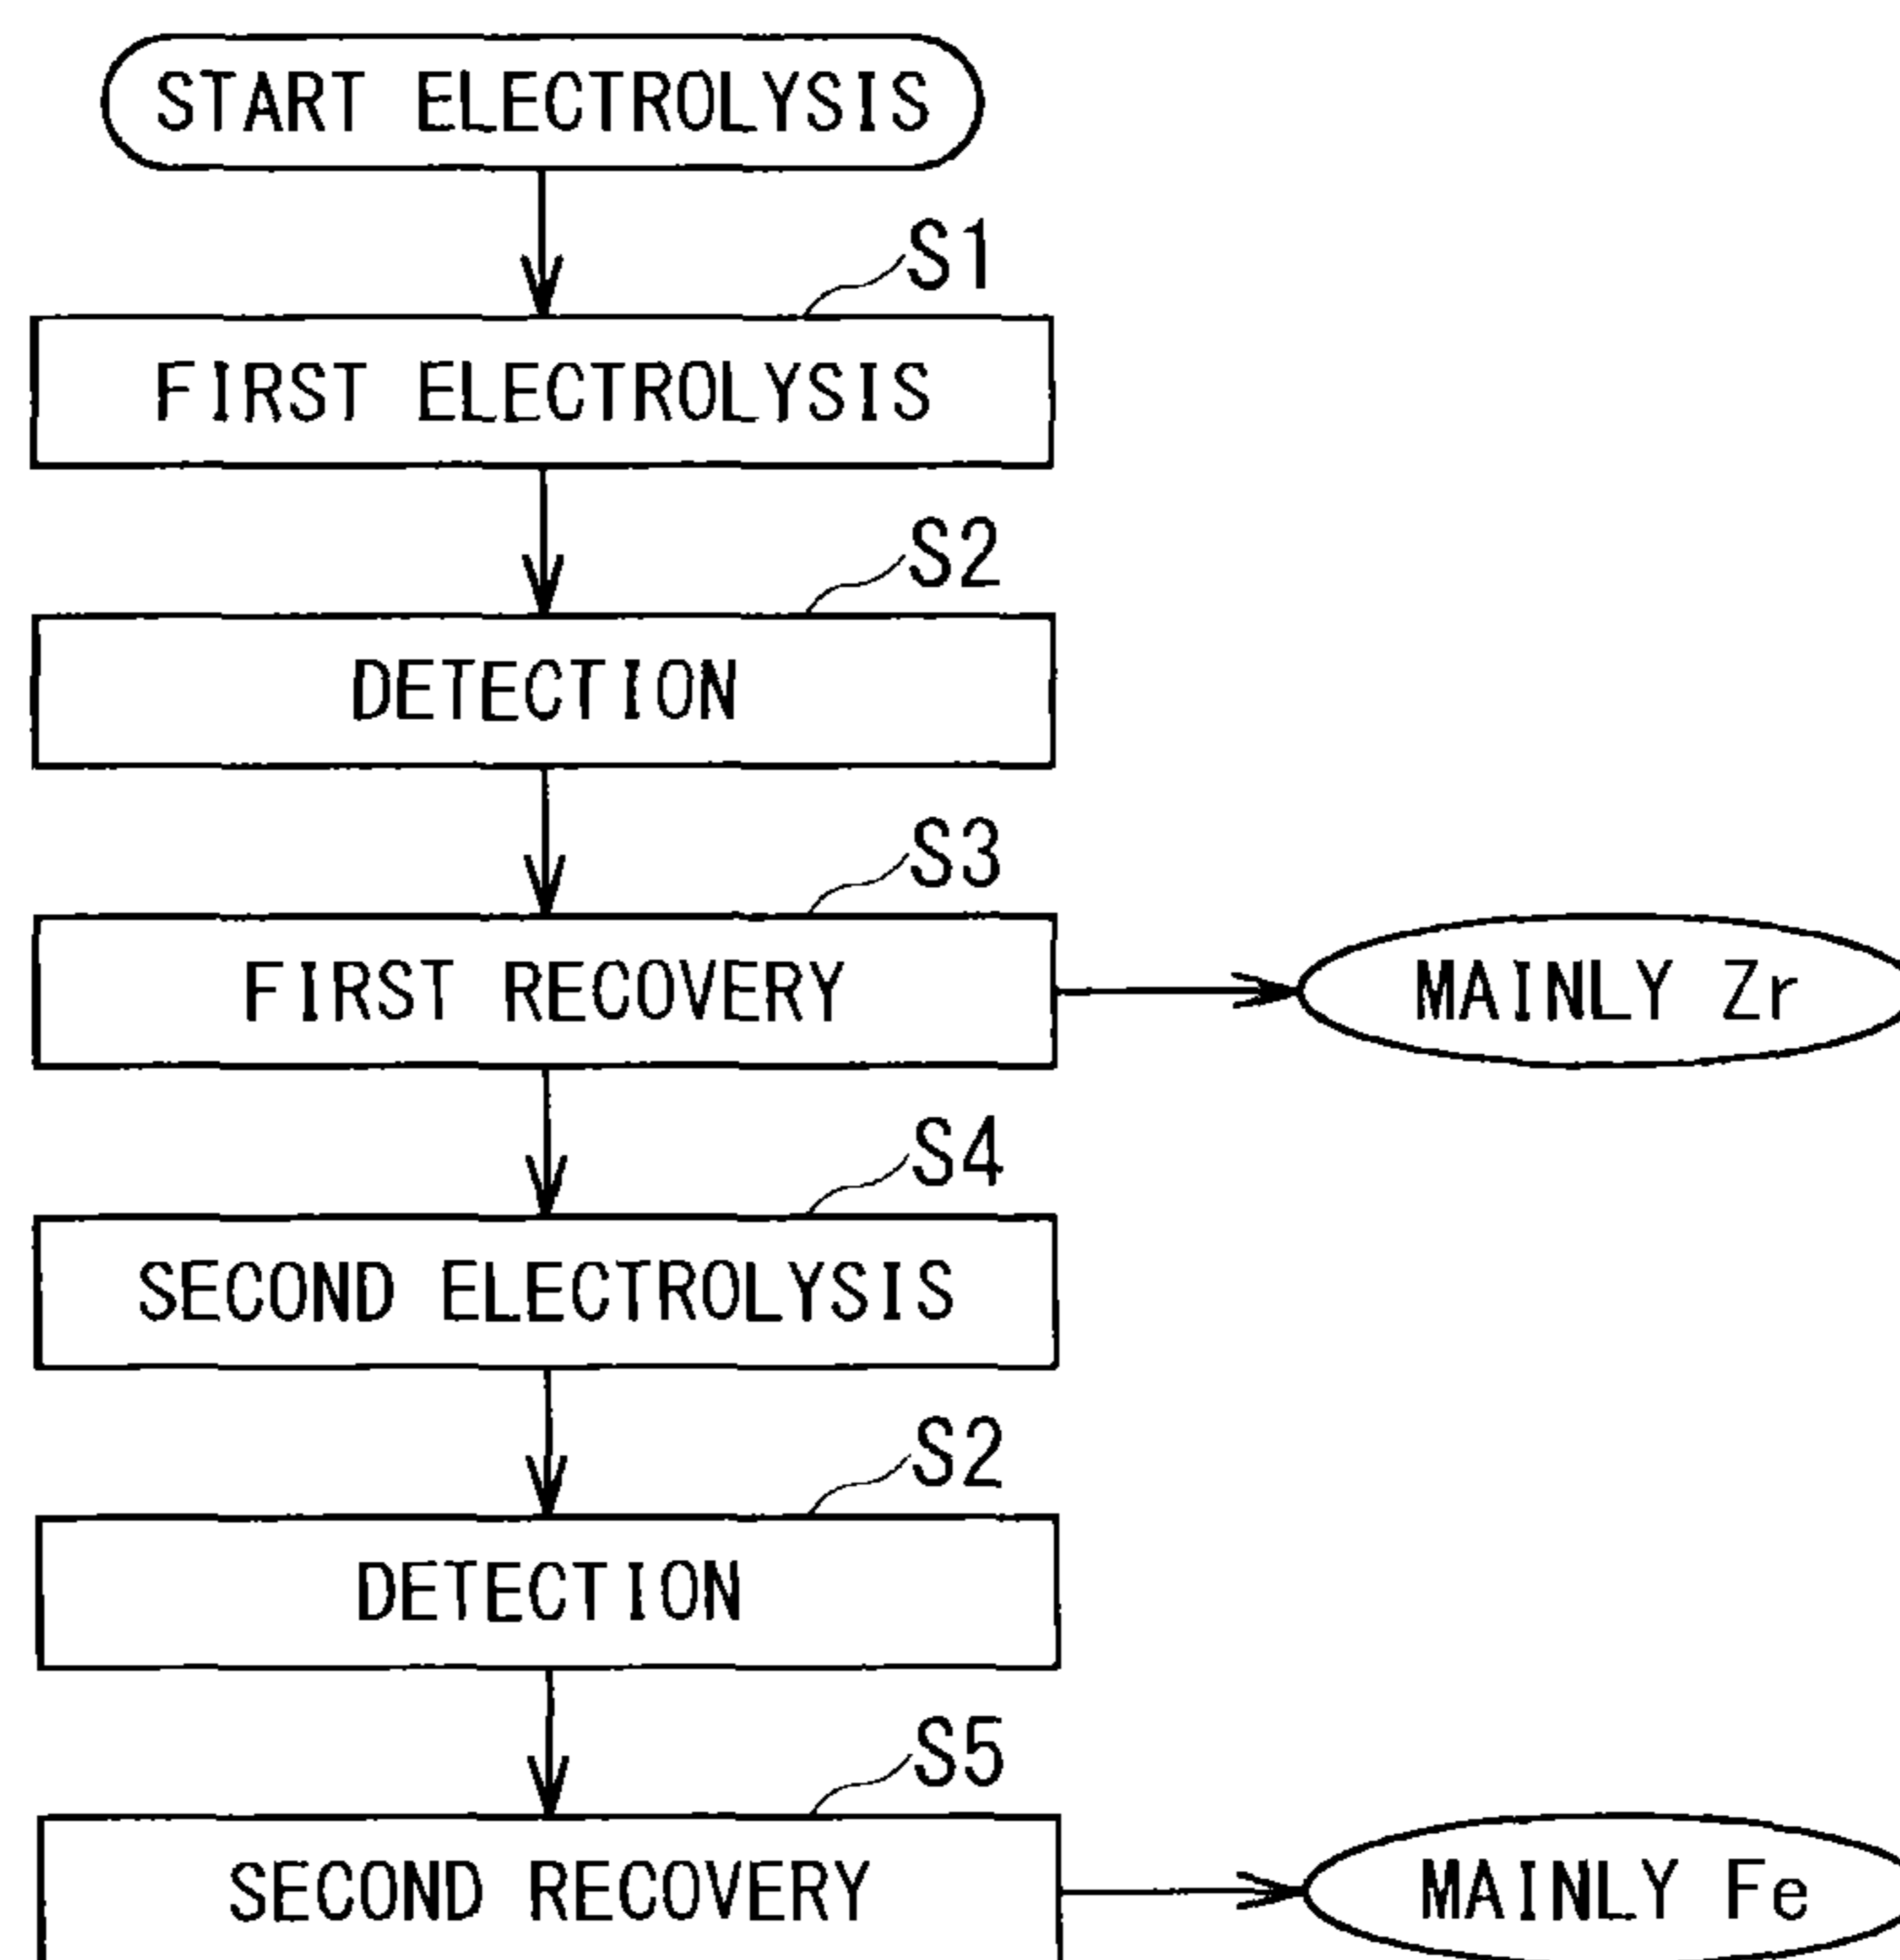 START ELECTROLYSIS
S1
FIRST ELECTROLYSIS
S2
DETECTION
S3
FIRST RECOVERY
MAINLY Zr
S4
SECOND ELECTROLYSIS
S2
DETECTION
S5
SECOND RECOVERY
MAINLY Fe